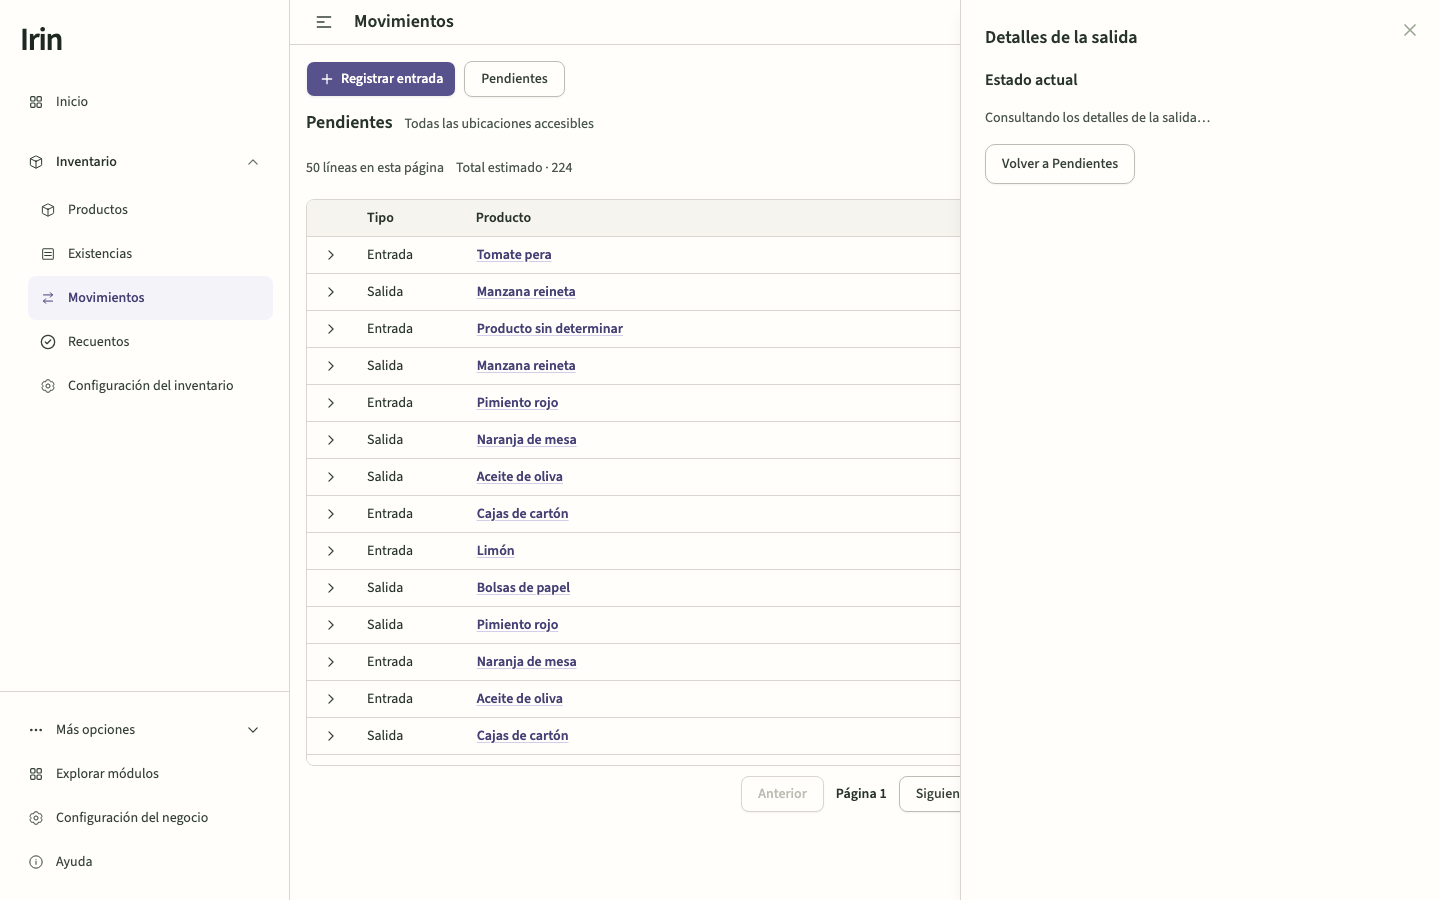 Irin
Inicio
Inventario
Productos
Existencias
Movimientos
Recuentos
Configuración del inventario
Más opciones
Explorar módulos
Configuración del negocio
Ayuda
Movimientos
Registrar entrada
Pendientes
Pendientes Todas las ubicaciones accesibles
50 líneas en esta página Total estimado · 224
Tipo Producto
Entrada Tomate pera
Salida Manzana reineta
Entrada Producto sin determinar
Salida Manzana reineta
Entrada Pimiento rojo
Salida Naranja de mesa
Salida Aceite de oliva
Entrada Cajas de cartón
Entrada Limón
Salida Bolsas de papel
Salida Pimiento rojo
Entrada Naranja de mesa
Entrada Aceite de oliva
Salida Cajas de cartón
Anterior Página 1 Siguien
Detalles de la salida
Estado actual
Consultando los detalles de la salida…
Volver a Pendientes